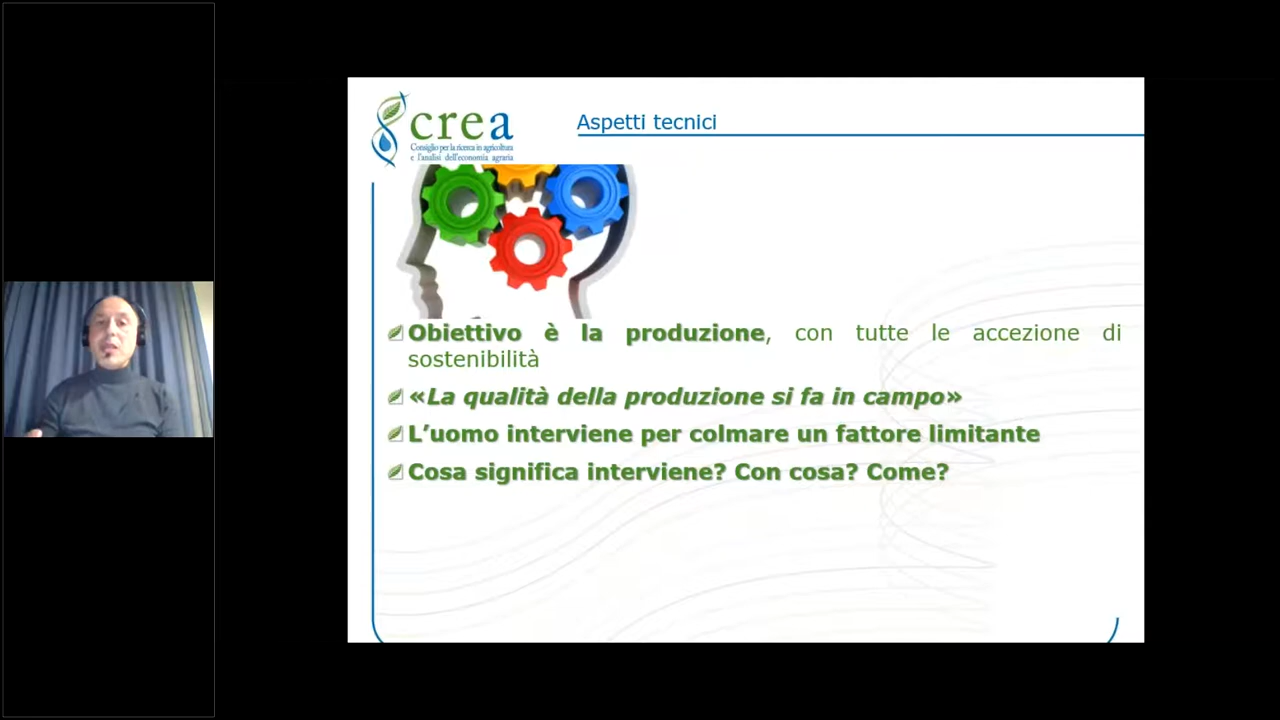 crea
Consiglio per la ricerca in agricoltura
e l'analisi dell'economia agraria
Aspetti tecnici
Obiettivo è la produzione, con tutte le accezione di
sostenibilità
«La qualità della produzione si fa in campo»
L’uomo interviene per colmare un fattore limitante
Cosa significa interviene? Con cosa? Come?